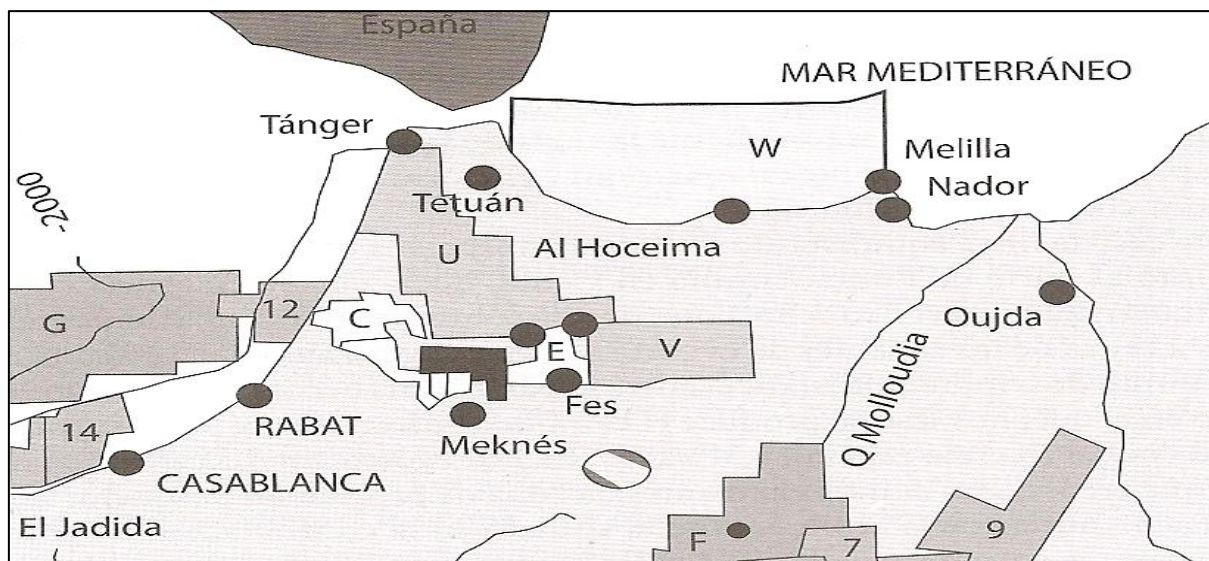 España
MAR MEDITERRÁNEO
Tánger
W
Melilla
Nador
-2000
Tetuán
Al Hoceima
U
G
12
C
Oujda
E
V
Q Molloudia
Fes
RABAT
Meknés
14
CASABLANCA
El Jadida
F
7
9